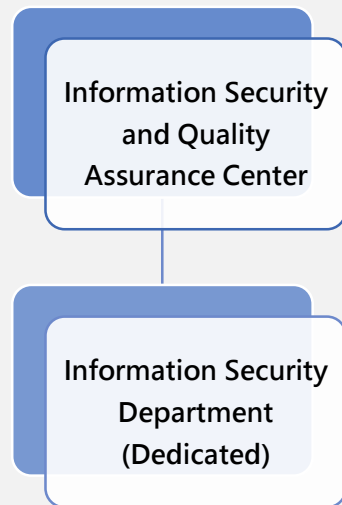 Information Security
and Quality
Assurance Center
Information Security
Department
(Dedicated)